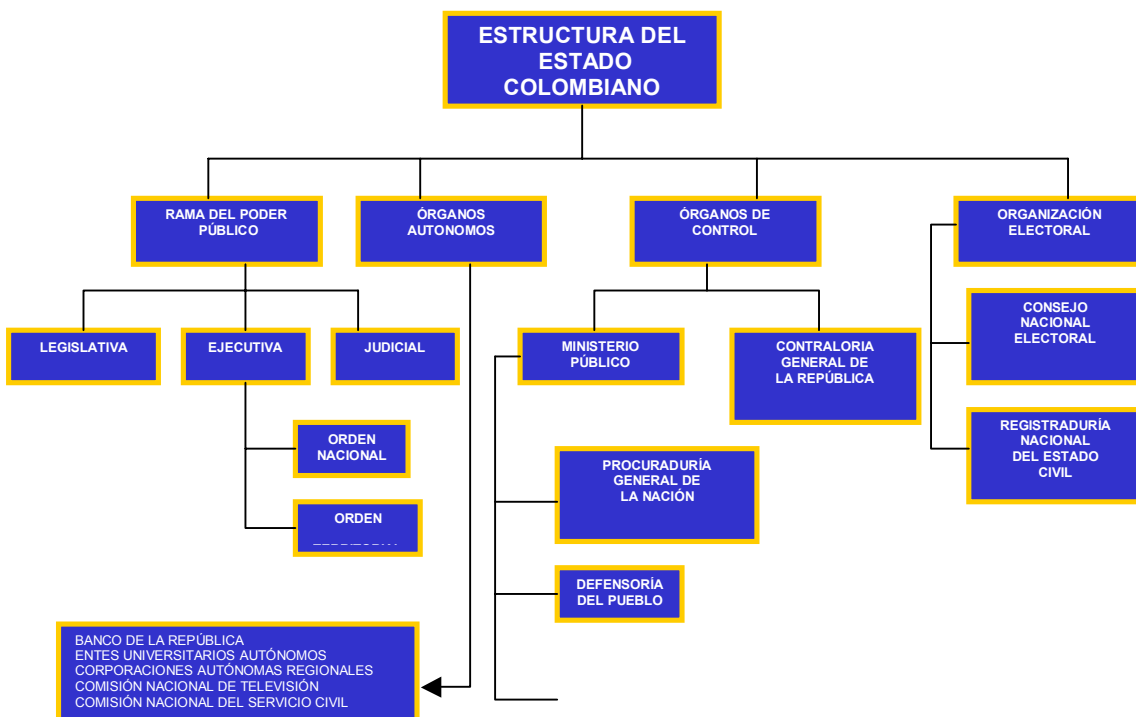 ESTRUCTURA DEL
ESTADO
COLOMBIANO
RAMA DEL PODER
PÚBLICO
ÓRGANOS
AUTONOMOS
ÓRGANOS DE
CONTROL
ORGANIZACIÓN
ELECTORAL
LEGISLATIVA
EJECUTIVA
JUDICIAL
MINISTERIO
PÚBLICO
CONTRALORIA
GENERAL DE
LA REPÚBLICA
CONSEJO
NACIONAL
ELECTORAL
ORDEN
NACIONAL
ORDEN
PROCURADURÍA
GENERAL DE
LA NACIÓN
REGISTRADURÍA
NACIONAL
DEL ESTADO
CIVIL
DEFENSORÍA
DEL PUEBLO
BANCO DE LA REPÚBLICA
ENTES UNIVERSITARIOS AUTÓNOMOS
CORPORACIONES AUTÓNOMAS REGIONALES
COMISIÓN NACIONAL DE TELEVISIÓN
COMISIÓN NACIONAL DEL SERVICIO CIVIL